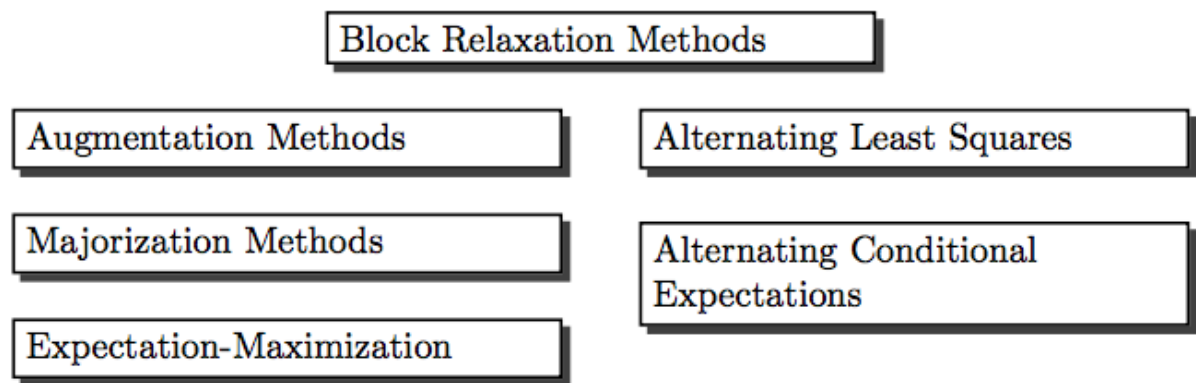 Block Relaxation Methods
Augmentation Methods
Alternating Least Squares
Majorization Methods
Alternating Conditional
Expectations
Expectation-Maximization